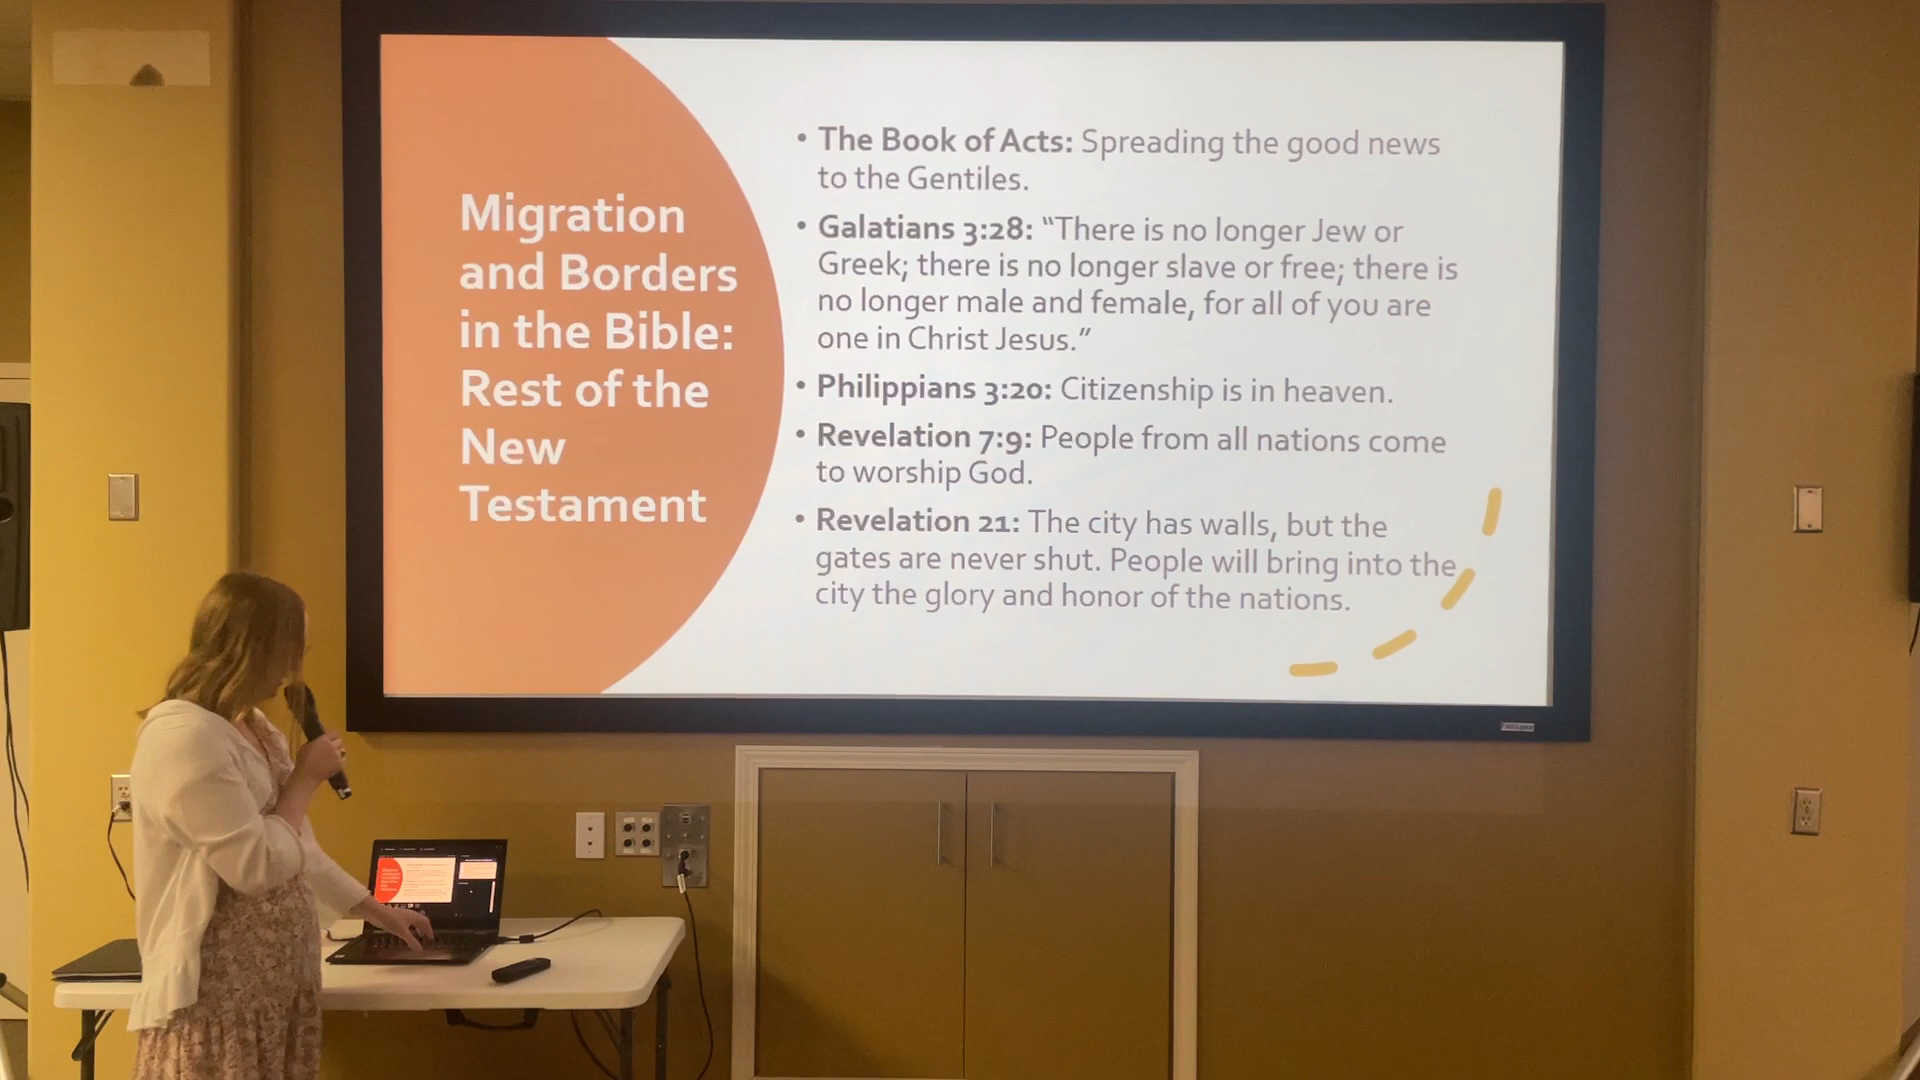 Migration
and Borders
in the Bible:
Rest of the
New
Testament
• The Book of Acts: Spreading the good news
to the Gentiles.
• Galatians 3:28: “There is no longer Jew or
Greek; there is no longer slave or free; there is
no longer male and female, for all of you are
one in Christ Jesus.”
• Philippians 3:20: Citizenship is in heaven.
• Revelation 7:9: People from all nations come
to worship God.
• Revelation 21: The city has walls, but the
gates are never shut. People will bring into the
city the glory and honor of the nations.